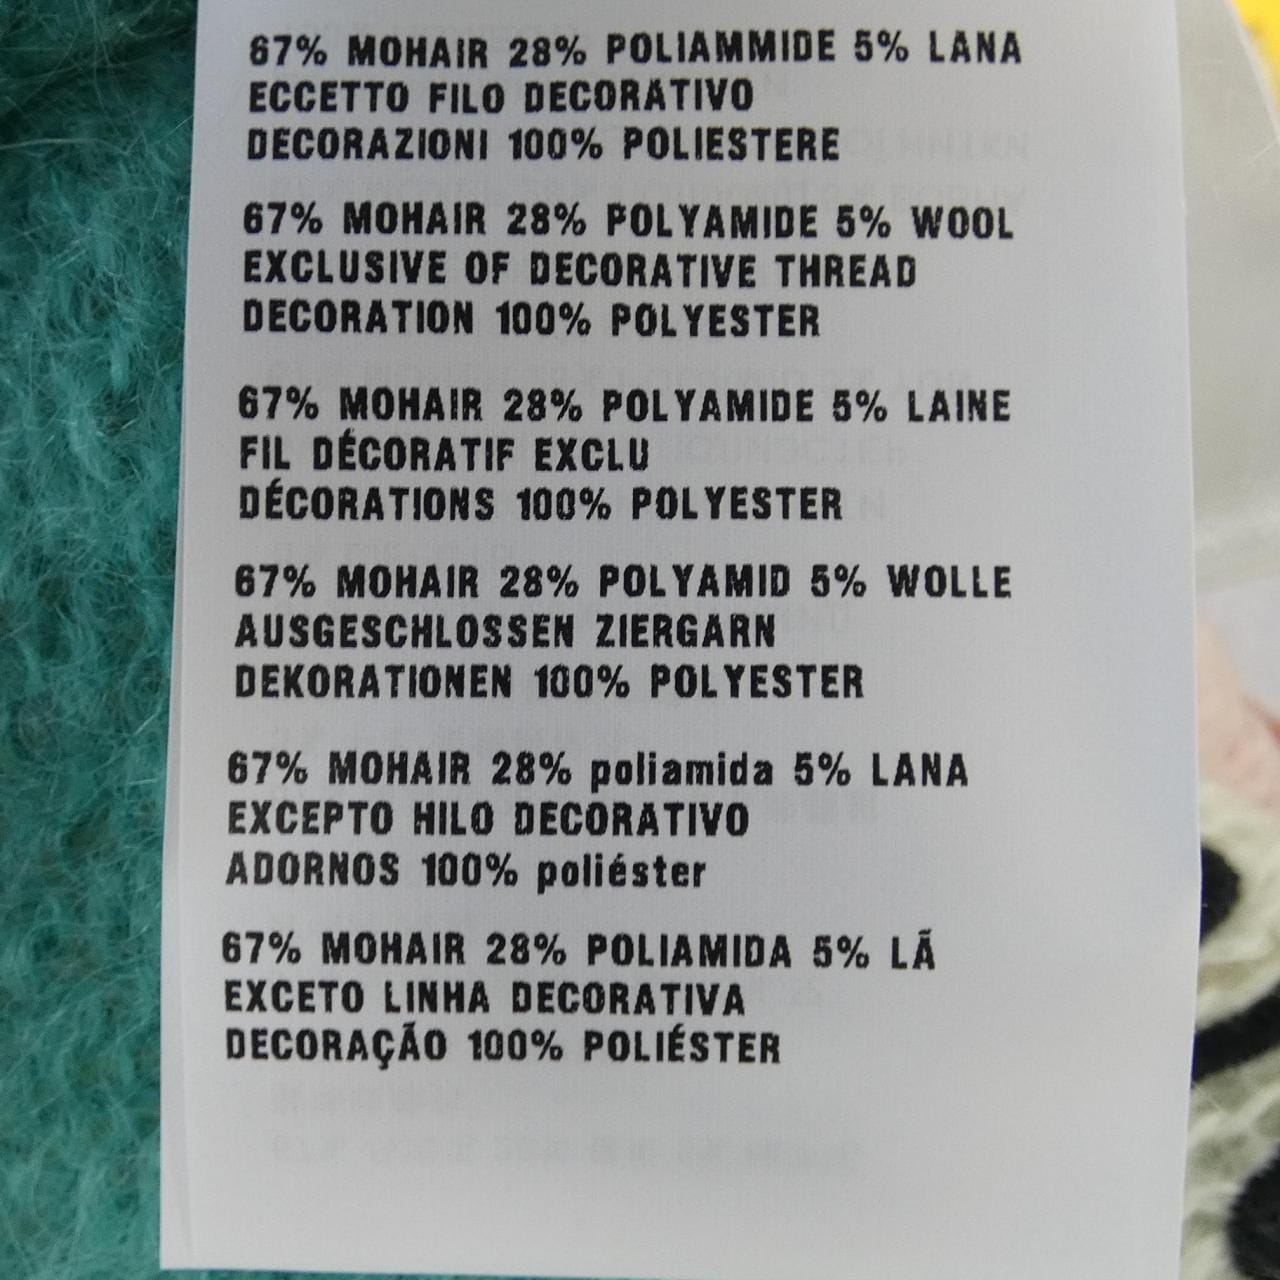 67% MOHAIR 28% POLIAMMIDE 5% LANA
ECCETTO FILO DECORATIVO
DECORAZIONI 100% POLIESTERE
67% MOHAIR 28% POLYAMIDE 5% WOOL
EXCLUSIVE OF DECORATIVE THREAD
DECORATION 100% POLYESTER
67% MOHAIR 28% POLYAMIDE 5% LAINE
FIL DÉCORATIF EXCLU
DÉCORATIONS 100% POLYESTER
67% MOHAIR 28% POLYAMID 5% WOLLE
AUSGESCHLOSSEN ZIERGARN
DEKORATIONEN 100% POLYESTER
67% MOHAIR 28% poliamida 5% LANA
EXCEPTO HILO DECORATIVO
ADORNOS 100% poliéster
67% MOHAIR 28% POLIAMIDA 5% LÃ
EXCETO LINHA DECORATIVA
DECORAÇÃO 100% POLIÉSTER